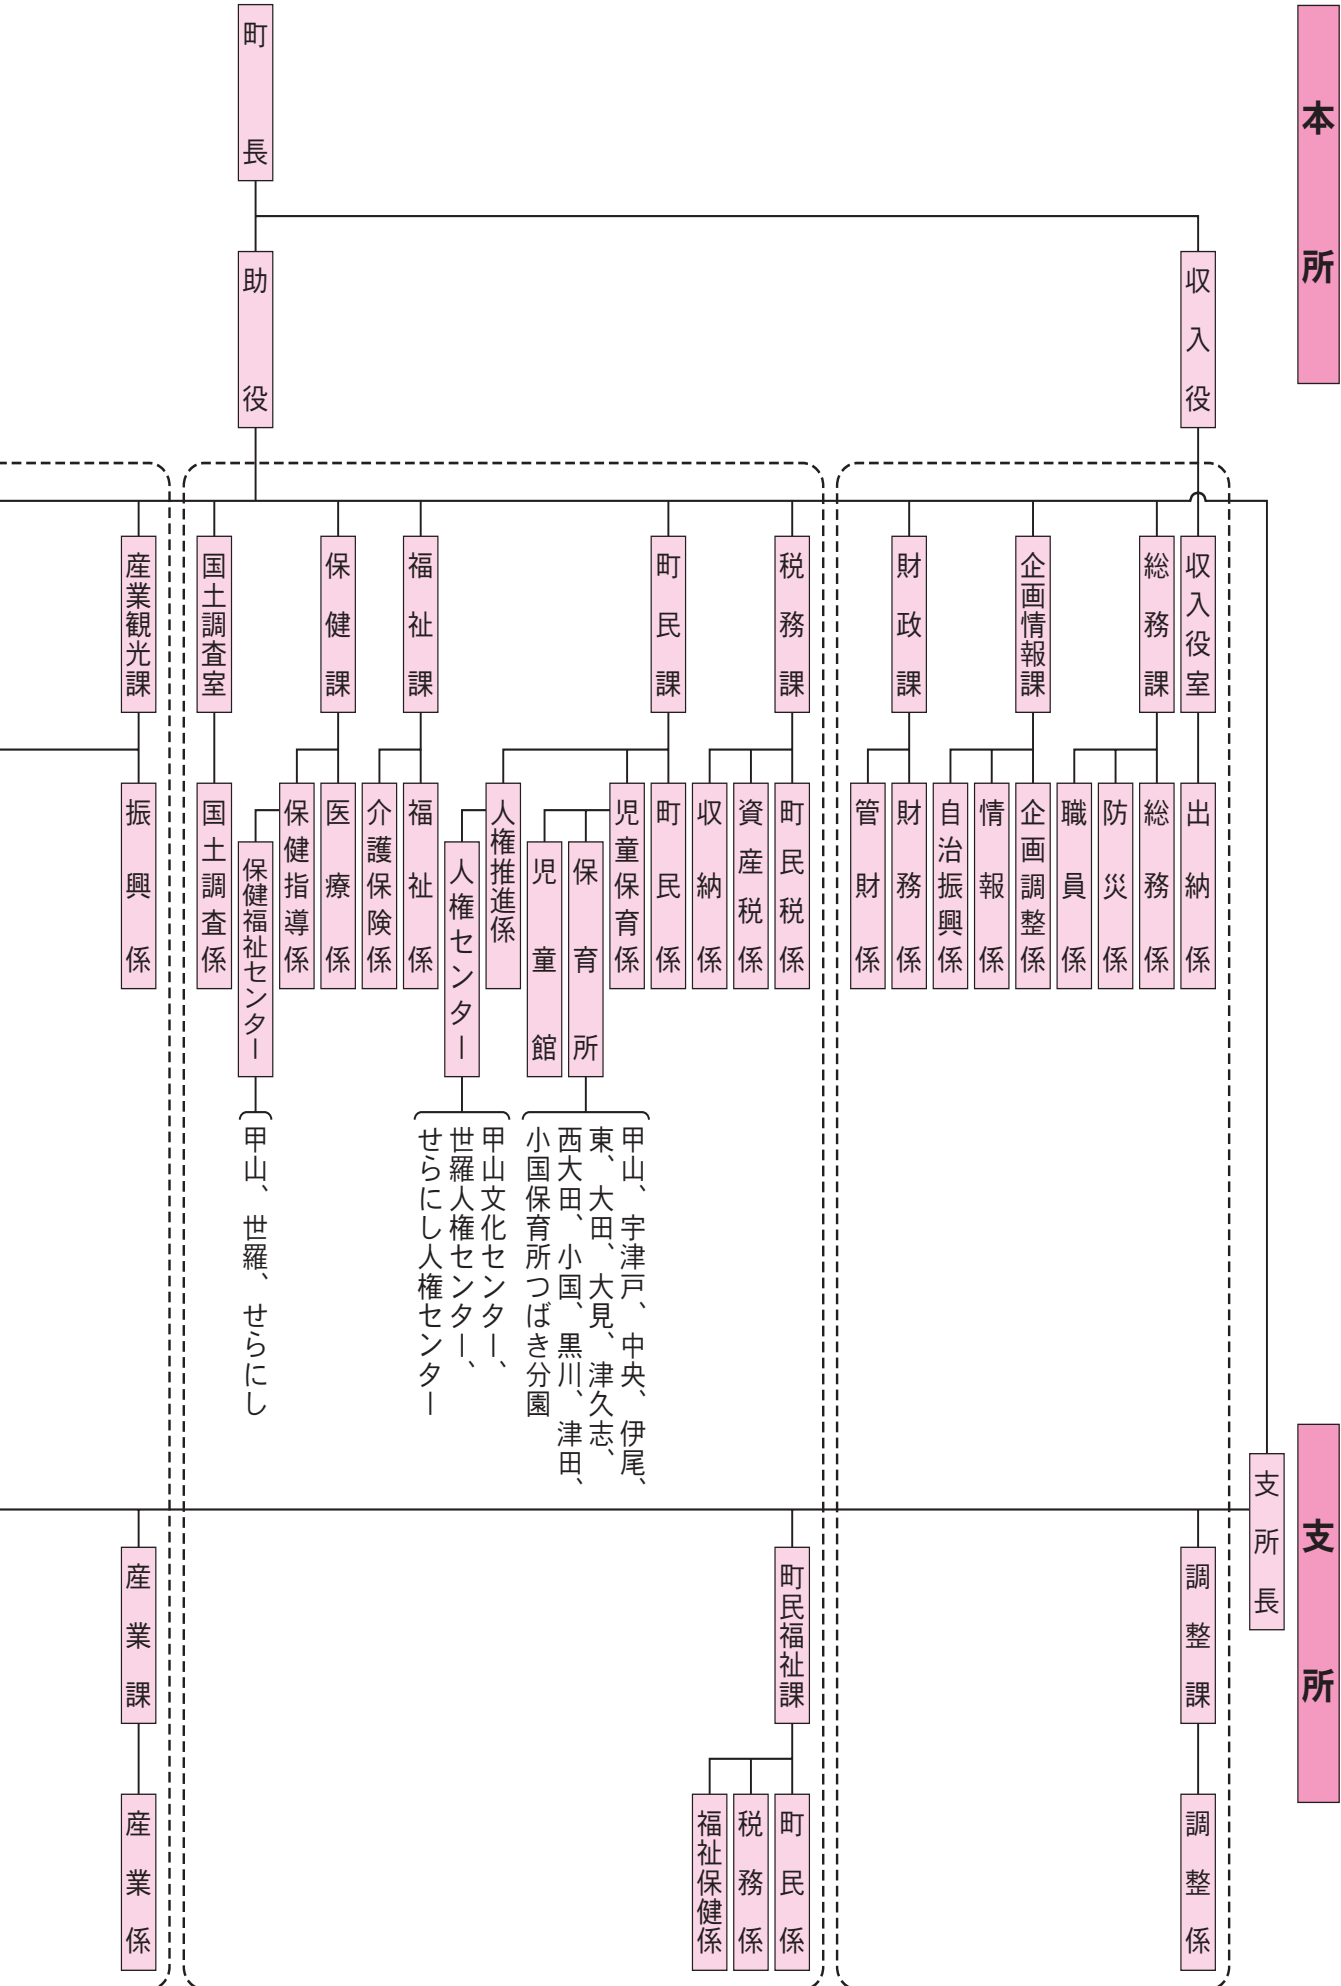 本所
町長
収入役
助役
収入役室
出納係
総務課
総務係
防災係
職員係
企画情報課
企画調整係
情報係
自治振興係
財政課
財務係
管財係
税務課
町民税係
資産税係
収納係
町民課
町民係
児童保育係
保育所
甲山、宇津戸、中央、伊尾、
東、大田、大見、津久志、
西大田、小国、黒川、津田、
小国保育所つばき分園
児童館
人権推進係
人権センター
甲山文化センター、
世羅人権センター、
せらにし人権センター
福祉課
福祉係
介護保険係
保健課
医療係
保健指導係
保健福祉センター
甲山、世羅、せらにし
国土調査室
国土調査係
産業観光課
振興係
支所
支所長
調整課
調整係
町民福祉課
町民係
税務係
福祉保健係
産業課
産業係